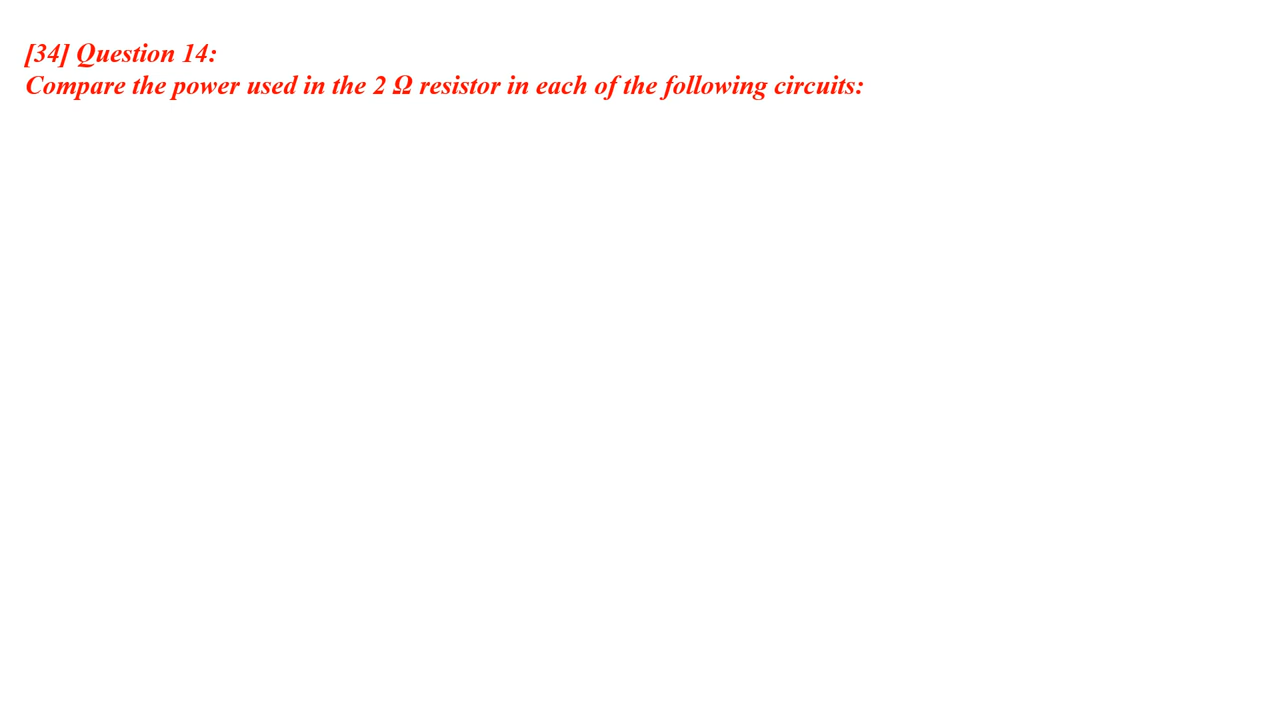 [34] Question 14:
Compare the power used in the 2 Ω resistor in each of the following circuits: